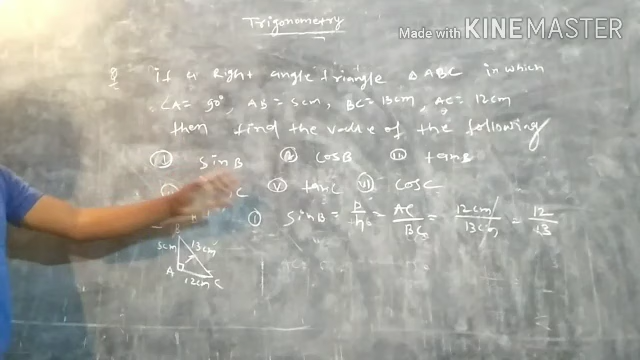 Trigonometry
Made with KINEMASTER
Q If a Right angle triangle Δ ABC in which
∠A = 90°, AB = 5cm, BC = 13cm, AC = 12cm
then find the value of the following
(i) sinB (ii) cosB (iii) tanB
C (v) tanC (vi) cosC
(i) sinB = P/h = AC/BC = 12cm/13cm = 12/13
5cm 13cm
A 12cm C